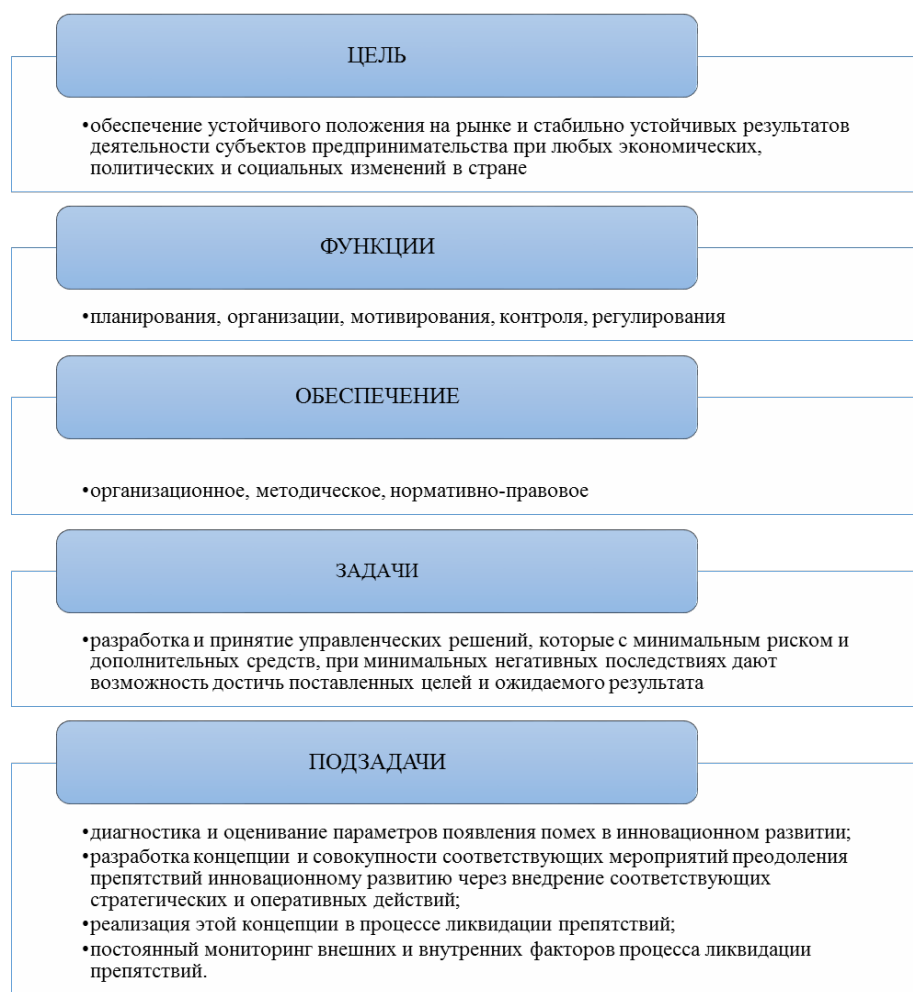 ЦЕЛЬ
•обеспечение устойчивого положения на рынке и стабильно устойчивых результатов
деятельности субъектов предпринимательства при любых экономических,
политических и социальных изменений в стране
ФУНКЦИИ
•планирования, организации, мотивирования, контроля, регулирования
ОБЕСПЕЧЕНИЕ
•организационное, методическое, нормативно-правовое
ЗАДАЧИ
•разработка и принятие управленческих решений, которые с минимальным риском и
дополнительных средств, при минимальных негативных последствиях дают
возможность достичь поставленных целей и ожидаемого результата
ПОДЗАДАЧИ
•диагностика и оценивание параметров появления помех в инновационном развитии;
•разработка концепции и совокупности соответствующих мероприятий преодоления
препятствий инновационному развитию через внедрение соответствующих
стратегических и оперативных действий;
•реализация этой концепции в процессе ликвидации препятствий;
•постоянный мониторинг внешних и внутренних факторов процесса ликвидации
препятствий.